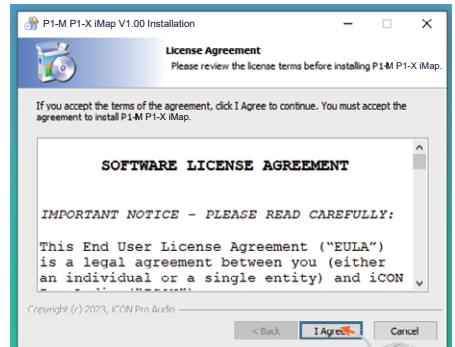 P1-M P1-X iMap V1.00 Installation
License Agreement
Please review the license terms before installing P1-M P1-X iMap.
If you accept the terms of the agreement, click I Agree to continue. You must accept the
agreement to install P1-M P1-X iMap.
SOFTWARE LICENSE AGREEMENT
IMPORTANT NOTICE - PLEASE READ CAREFULLY:
This End User License Agreement ("EULA")
is a legal agreement between you (either
an individual or a single entity) and iCON
Copyright (c) 2023, iCON Pro Audio
< Back
I Agree
Cancel